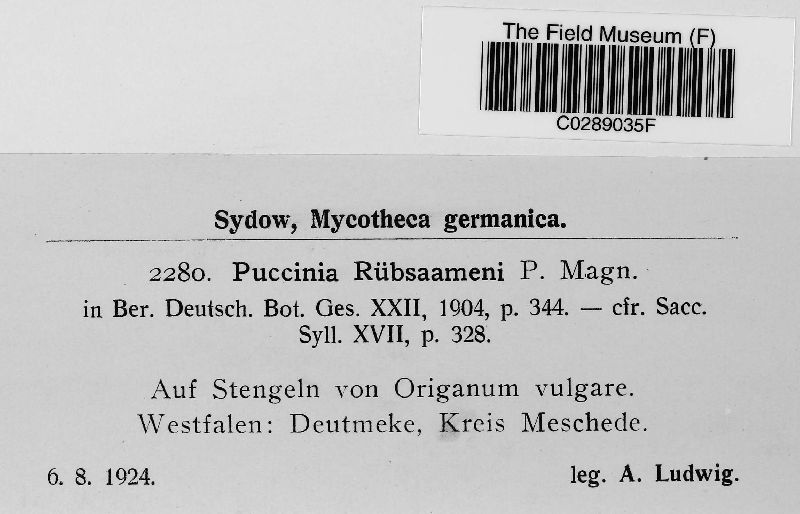 The Field Museum (F)
C0289035F
Sydow, Mycotheca germanica.
2280. Puccinia Rübsaameni P. Magn.
in Ber. Deutsch. Bot. Ges. XXII, 1904, p. 344. — cfr. Sacc.
Syll. XVII, p. 328.
Auf Stengeln von Origanum vulgare.
Westfalen: Deutmeke, Kreis Meschede.
6. 8. 1924. leg. A. Ludwig.